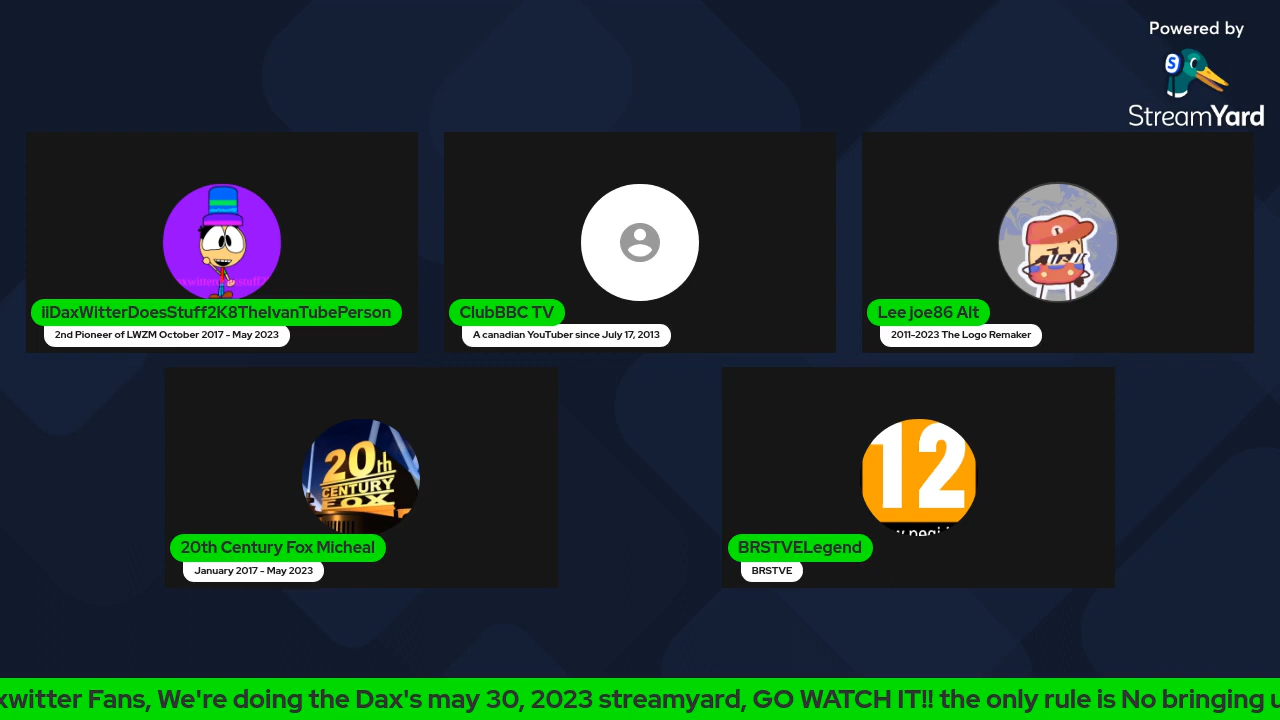 Powered by
StreamYard
iiDaxWitterDoesStuff2K8TheIvanTubePerson
2nd Pioneer of LWZM October 2017 - May 2023
ClubBBC TV
A canadian YouTuber since July 17, 2013
Lee joe86 Alt
2011-2023 The Logo Remaker
20th
CENTURY
FOX
20th Century Fox Micheal
January 2017 - May 2023
12
BRSTVELegend
BRSTVE
xwitter Fans, We're doing the Dax's may 30, 2023 streamyard, GO WATCH IT!! the only rule is No bringing u